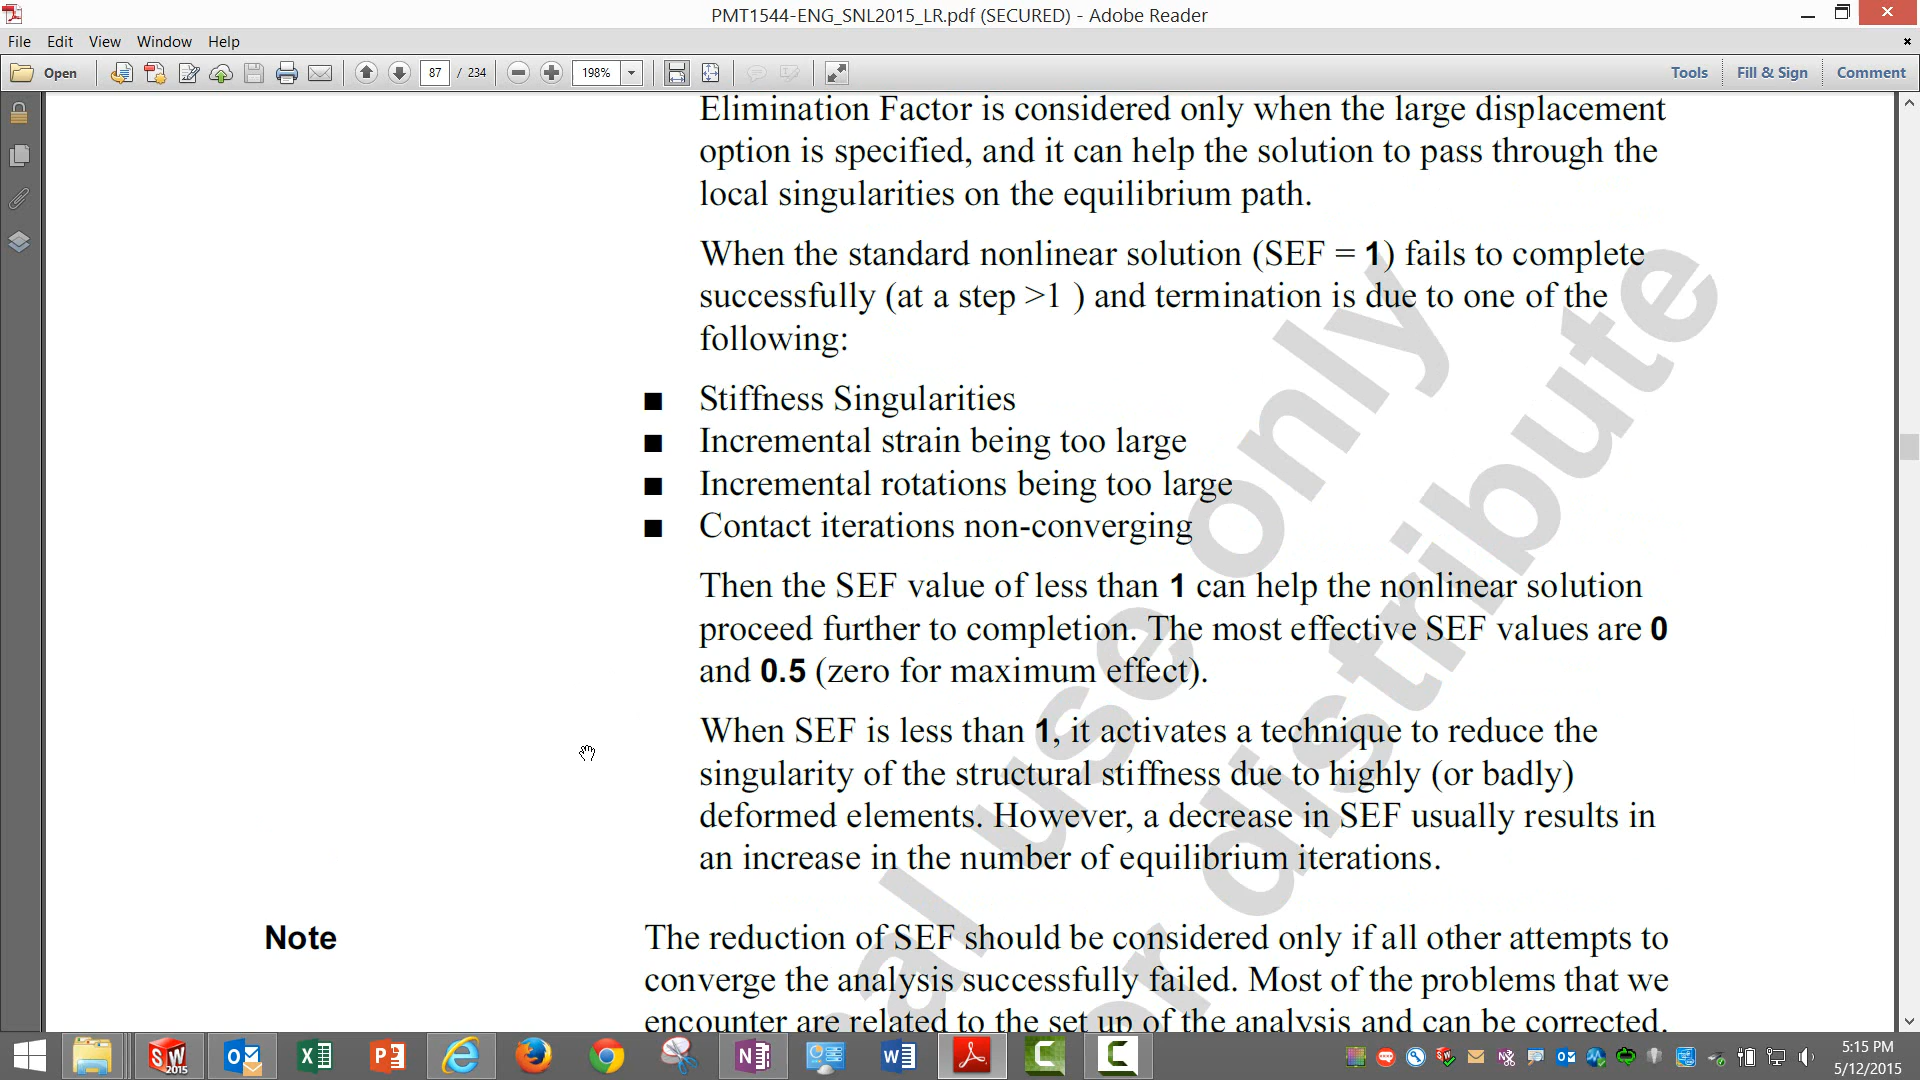 PMT1544-ENG_SNL2015_LR.pdf (SECURED) - Adobe Reader
File Edit View Window Help
Open 87 / 234 198% Tools Fill & Sign Comment
Elimination Factor is considered only when the large displacement
option is specified, and it can help the solution to pass through the
local singularities on the equilibrium path.
When the standard nonlinear solution (SEF = 1) fails to complete
successfully (at a step >1 ) and termination is due to one of the
following:
■ Stiffness Singularities
■ Incremental strain being too large
■ Incremental rotations being too large
■ Contact iterations non-converging
Then the SEF value of less than 1 can help the nonlinear solution
proceed further to completion. The most effective SEF values are 0
and 0.5 (zero for maximum effect).
When SEF is less than 1, it activates a technique to reduce the
singularity of the structural stiffness due to highly (or badly)
deformed elements. However, a decrease in SEF usually results in
an increase in the number of equilibrium iterations.
Note The reduction of SEF should be considered only if all other attempts to
converge the analysis successfully failed. Most of the problems that we
encounter are related to the set up of the analysis and can be corrected.
al use only
or distribute
SW 2015
5:15 PM
5/12/2015